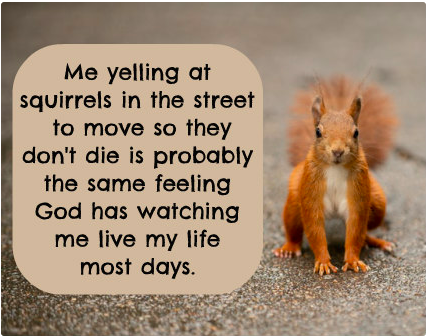 Me yelling at
squirrels in the street
to move so they
don't die is probably
the same feeling
God has watching
me live my life
most days.